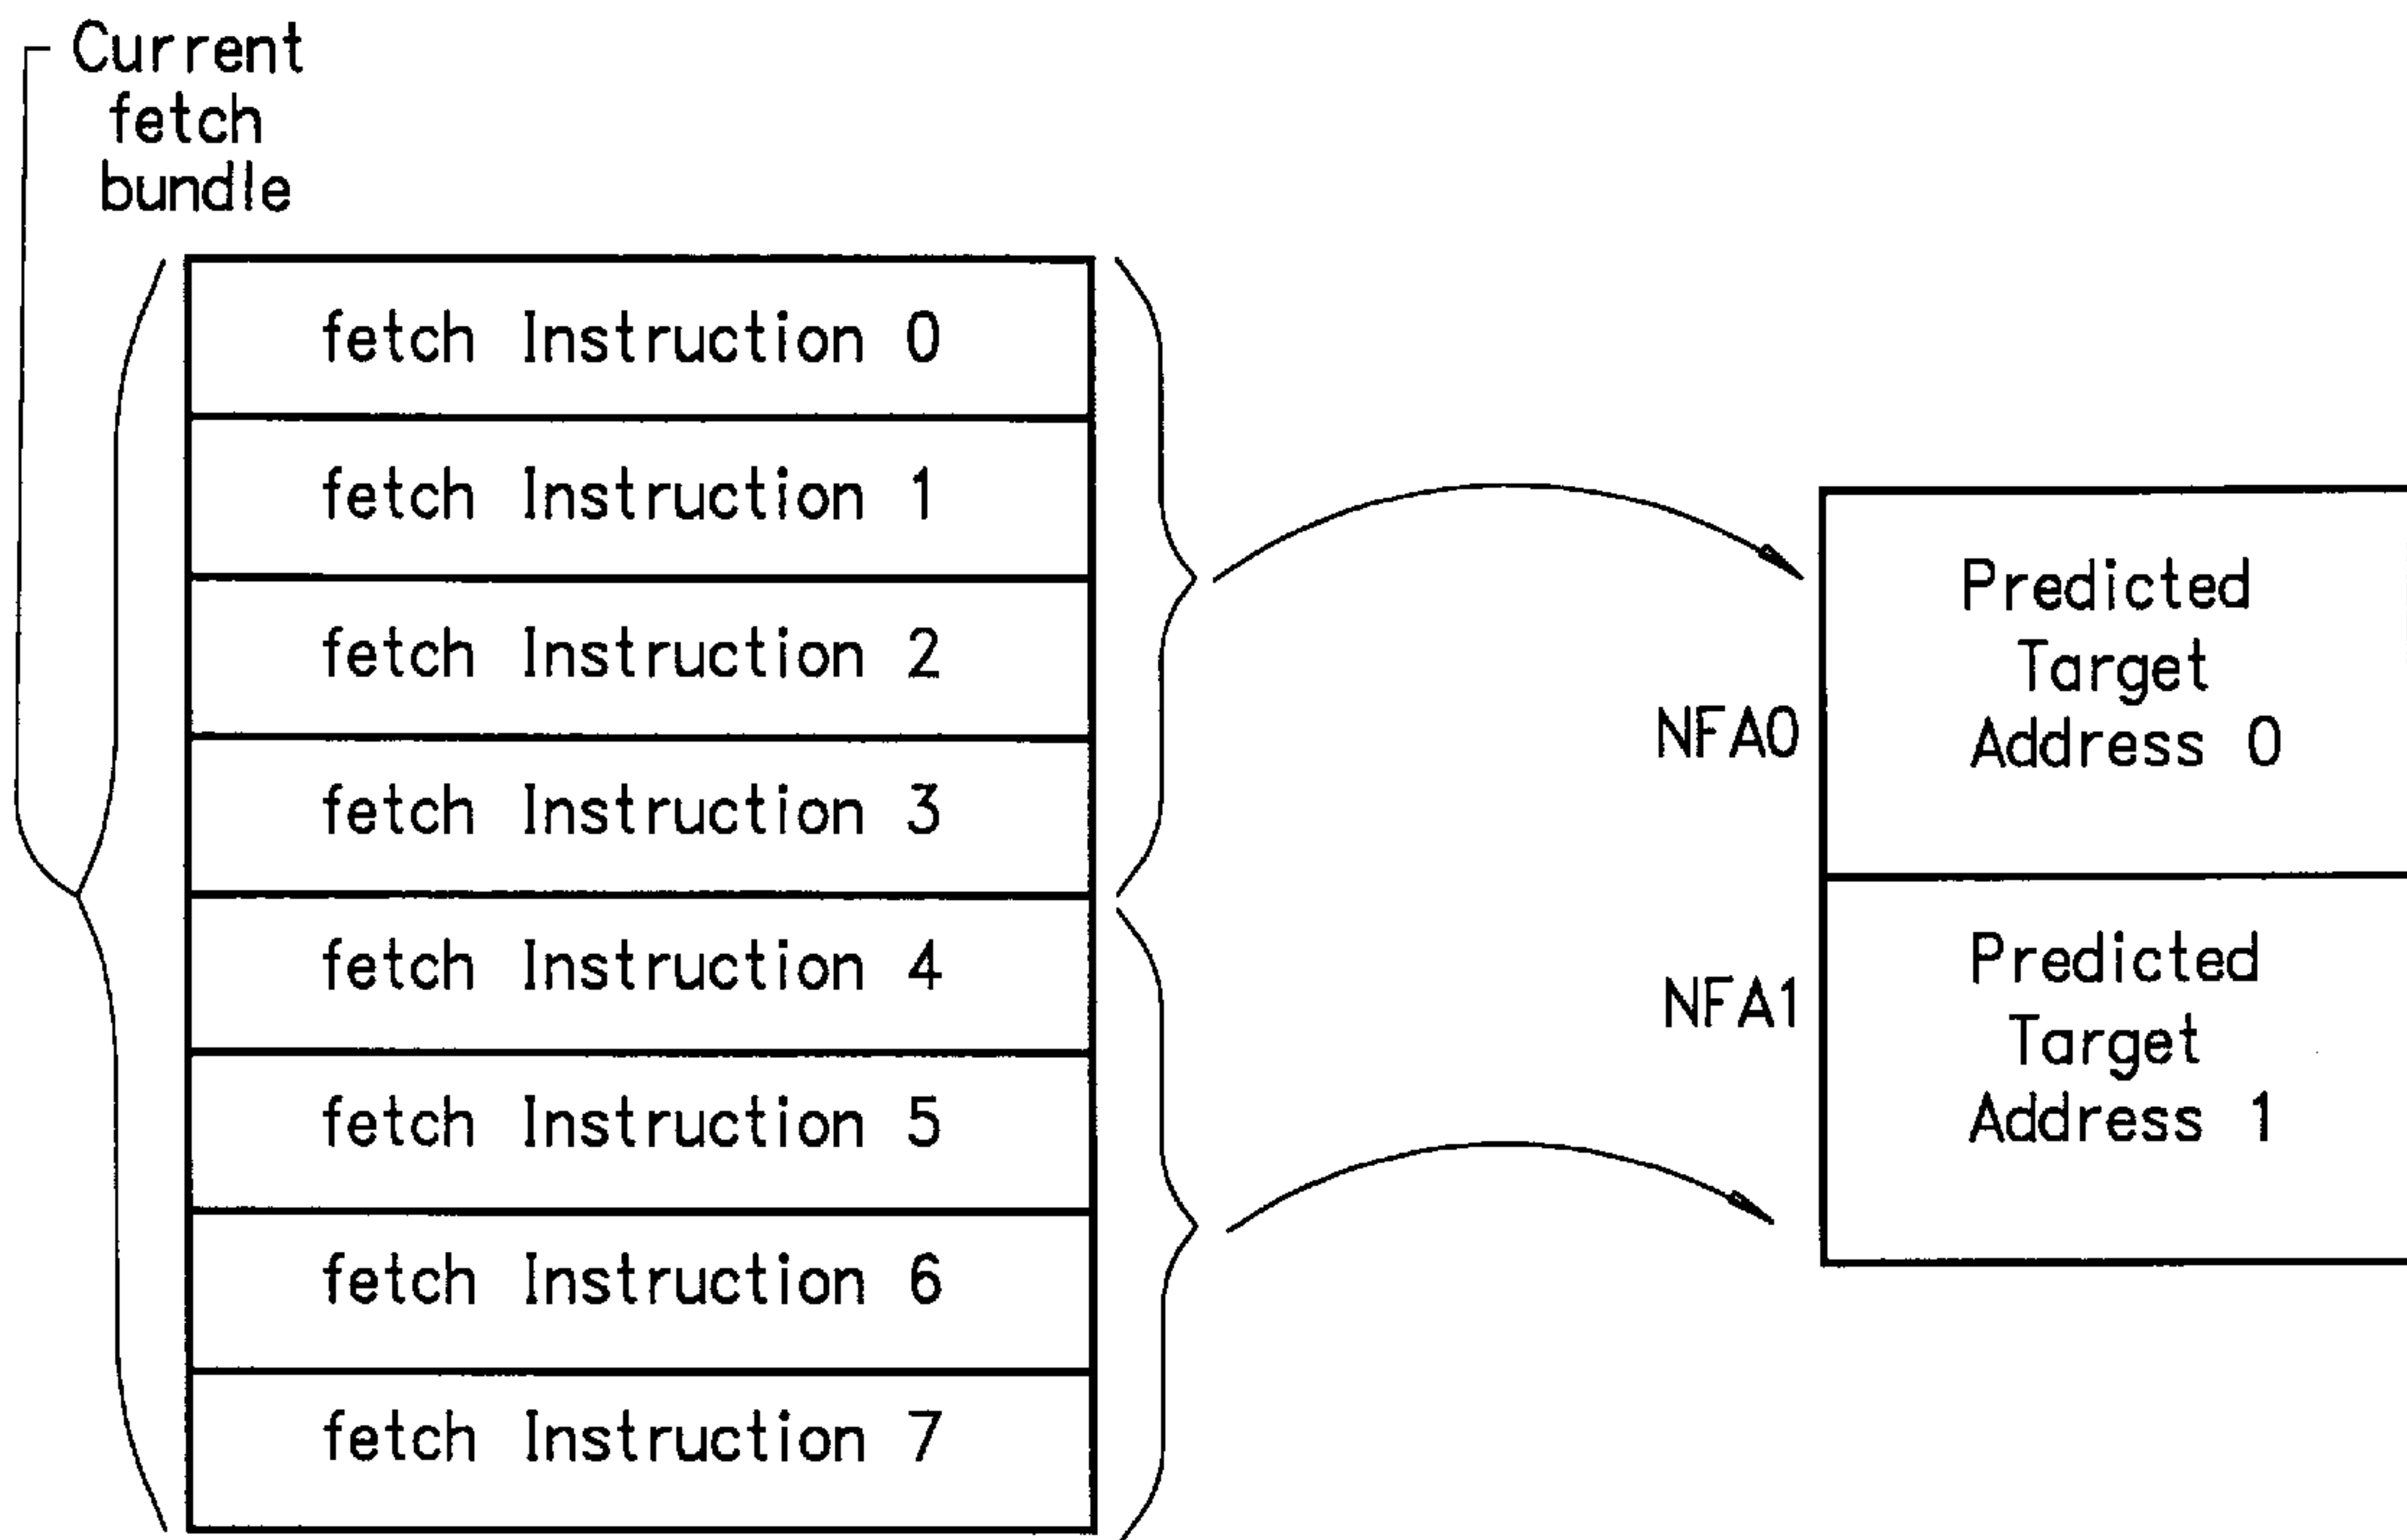 Current
fetch
bundle
fetch Instruction 0
fetch Instruction 1
fetch Instruction 2
fetch Instruction 3
fetch Instruction 4
fetch Instruction 5
fetch Instruction 6
fetch Instruction 7
NFA0
Predicted
Target
Address 0
NFA1
Predicted
Target
Address 1